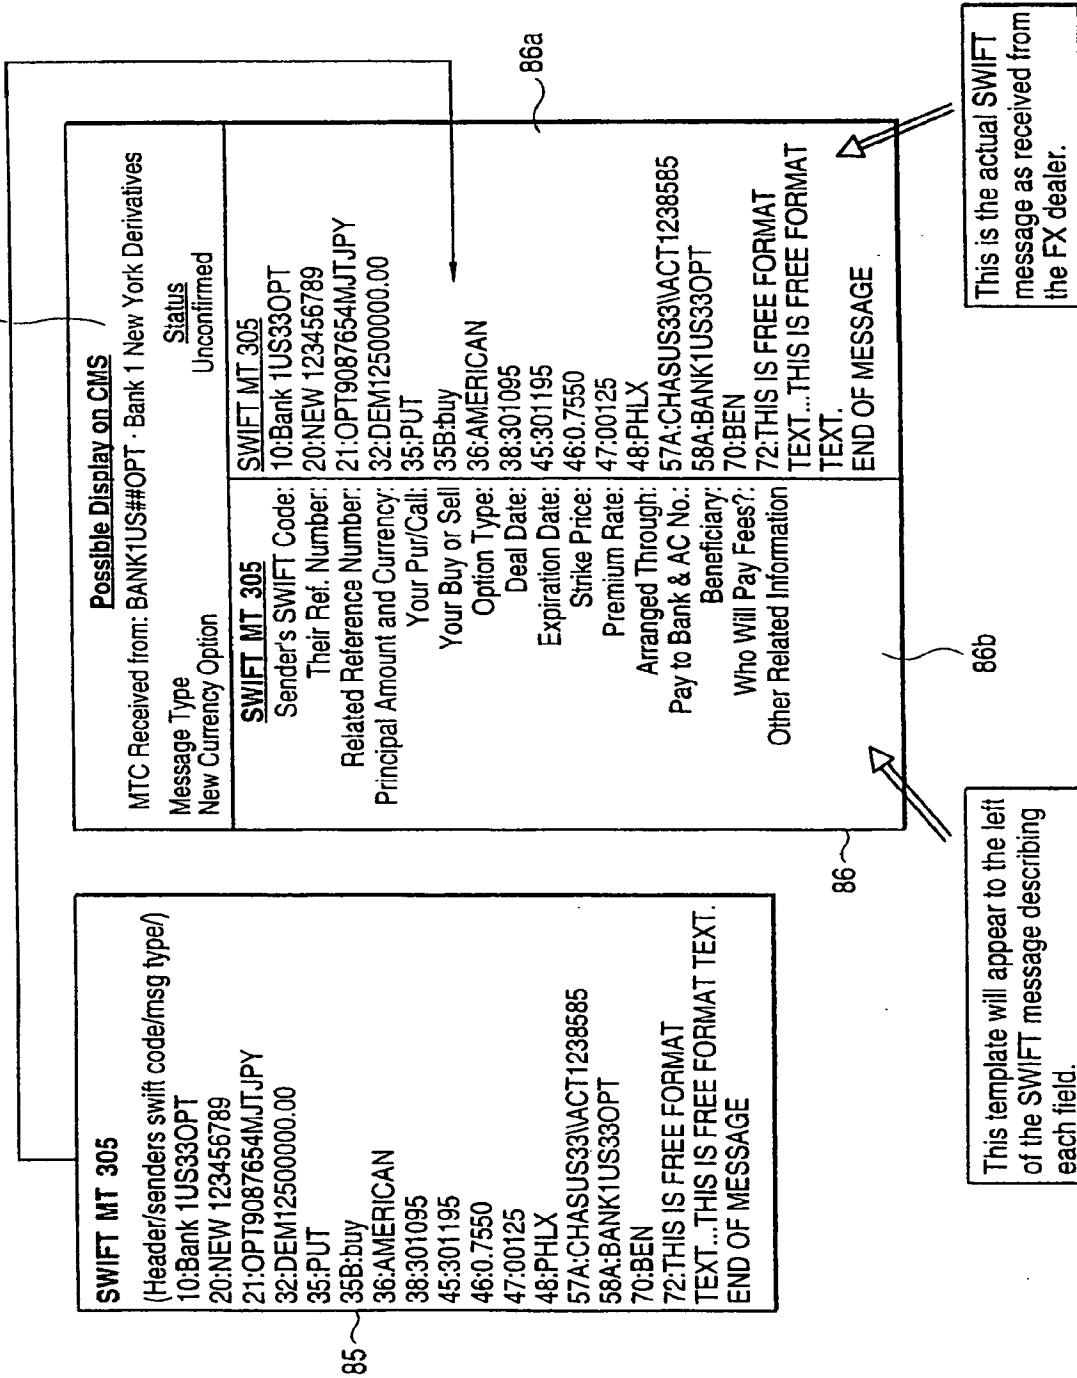 SWIFT MT 305
(Header/senders swift code/msg type/)
10:Bank 1US33OPT
20:NEW 123456789
21:OPT9087654MJTJPY
32:DEM12500000.00
35:PUT
35B:buy
36:AMERICAN
38:301095
45:301195
46:0.7550
47:00125
48:PHLX
57A:CHASUS33\ACT1238585
58A:BANK1US33OPT
70:BEN
72:THIS IS FREE FORMAT
TEXT...THIS IS FREE FORMAT TEXT.
END OF MESSAGE
85
Possible Display on CMS
MTC Received from: BANK1US##OPT - Bank 1 New York Derivatives
Message Type
New Currency Option
Status
Unconfirmed
SWIFT MT 305
Sender's SWIFT Code:
Their Ref. Number:
Related Reference Number:
Principal Amount and Currency:
Your Pur/Call:
Your Buy or Sell
Option Type:
Deal Date:
Expiration Date:
Strike Price:
Premium Rate:
Arranged Through:
Pay to Bank & AC No.:
Beneficiary:
Who Will Pay Fees?:
Other Related Information
SWIFT MT 305
10:Bank 1US33OPT
20:NEW 123456789
21:OPT9087654MJTJPY
32:DEM125000000.00
35:PUT
35B:buy
36:AMERICAN
38:301095
45:301195
46:0.7550
47:00125
48:PHLX
57A:CHASUS33\ACT1238585
58A:BANK1US33OPT
70:BEN
72:THIS IS FREE FORMAT
TEXT...THIS IS FREE FORMAT
TEXT.
END OF MESSAGE
86
86a
86b
This template will appear to the left
of the SWIFT message describing
each field.
This is the actual SWIFT
message as received from
the FX dealer.